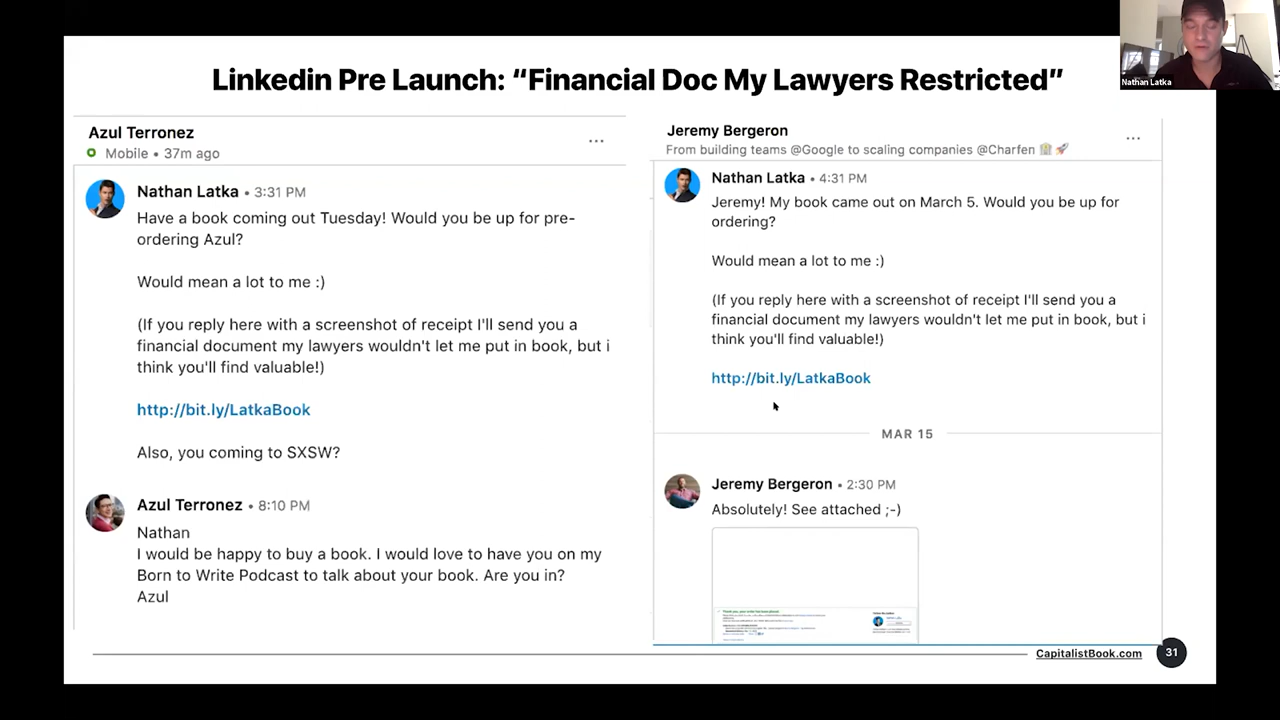 Linkedin Pre Launch: “Financial Doc My Lawyers Restricted”
Nathan Latka
Azul Terronez
Mobile • 37m ago
...
Nathan Latka • 3:31 PM
Have a book coming out Tuesday! Would you be up for pre-
ordering Azul?
Would mean a lot to me :)
(If you reply here with a screenshot of receipt I'll send you a
financial document my lawyers wouldn't let me put in book, but i
think you'll find valuable!)
http://bit.ly/LatkaBook
Also, you coming to SXSW?
Azul Terronez • 8:10 PM
Nathan
I would be happy to buy a book. I would love to have you on my
Born to Write Podcast to talk about your book. Are you in?
Azul
Jeremy Bergeron
From building teams @Google to scaling companies @Charfen
...
Nathan Latka • 4:31 PM
Jeremy! My book came out on March 5. Would you be up for
ordering?
Would mean a lot to me :)
(If you reply here with a screenshot of receipt I'll send you a
financial document my lawyers wouldn't let me put in book, but i
think you'll find valuable!)
http://bit.ly/LatkaBook
MAR 15
Jeremy Bergeron • 2:30 PM
Absolutely! See attached ;-)
Thank you, your order has been placed.
CapitalistBook.com
31